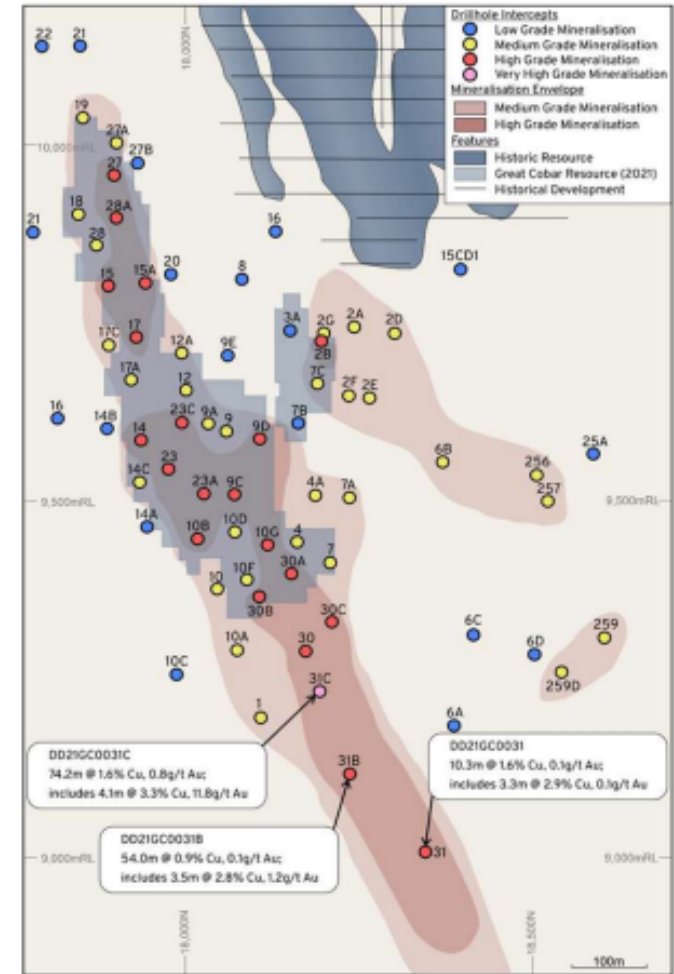 Drillhole Intercepts
Low Grade Mineralisation
Medium Grade Mineralisation
High Grade Mineralisation
Very High Grade Mineralisation
Mineralisation Envelope
Medium Grade Mineralisation
High Grade Mineralisation
Features
Historic Resource
Great Cobar Resource (2021)
Historical Development
18,000N
22
21
19
27A
10,000mRL
27B
27
18
28A
28
21
16
20
8
15CD1
15
15A
3A
2G
2A
2D
17
2B
17C
12A
9E
7C
17A
2F
2E
12
16
14B
23C
9A
9
9D
7B
14
6B
25A
23
256
14C
23A
9C
4A
7A
257
9,500mRL
9,500mRL
14A
10B
10D
10G
4
7
10F
30A
10
30B
30C
6C
259
10A
30
6D
10C
31C
259D
1
6A
DD21GC0031
10.3m @ 1.6% Cu, 0.1g/t Au;
includes 3.3m @ 2.9% Cu, 0.1g/t Au
DD21GC0031C
74.2m @ 1.6% Cu, 0.8g/t Au;
includes 4.1m @ 3.3% Cu, 11.8g/t Au
31B
DD21GC0031B
54.0m @ 0.9% Cu, 0.1g/t Au;
includes 3.5m @ 2.8% Cu, 1.2g/t Au
31
9,000mRL
9,000mRL
18,000N
18,500N
100m